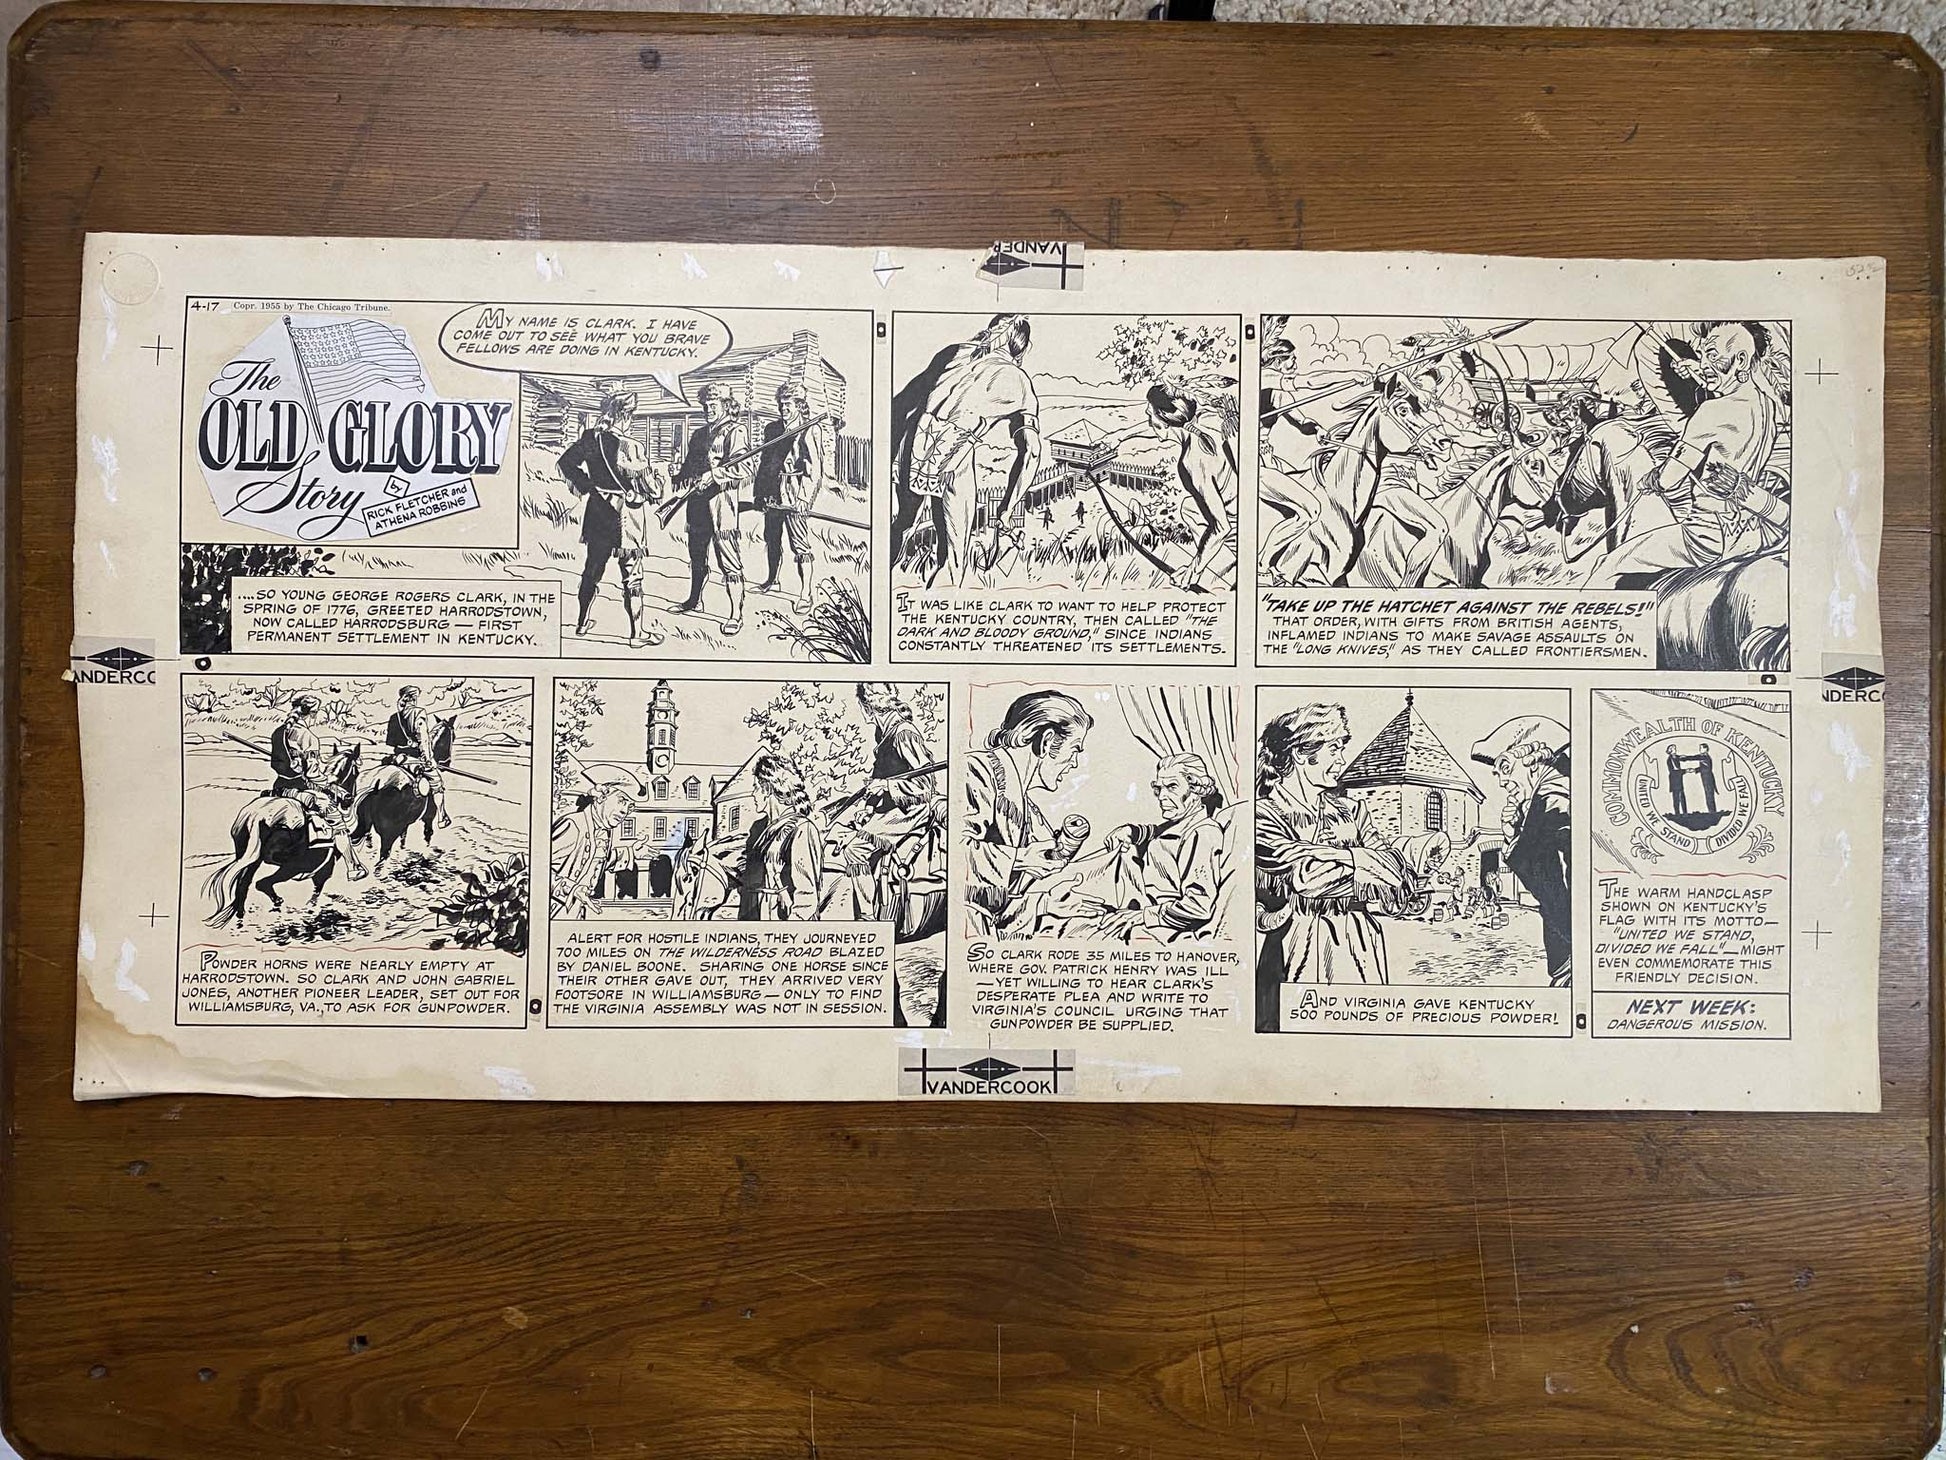 VANDER
4-17 Copr. 1955 by The Chicago Tribune.
The
OLD GLORY
Story
by
RICK FLETCHER and
ATHENA ROBBINS
MY NAME IS CLARK. I HAVE
COME OUT TO SEE WHAT YOU BRAVE
FELLOWS ARE DOING IN KENTUCKY.
....SO YOUNG GEORGE ROGERS CLARK, IN THE
SPRING OF 1776, GREETED HARRODSTOWN,
NOW CALLED HARRODSBURG — FIRST
PERMANENT SETTLEMENT IN KENTUCKY.
IT WAS LIKE CLARK TO WANT TO HELP PROTECT
THE KENTUCKY COUNTRY, THEN CALLED "THE
DARK AND BLOODY GROUND," SINCE INDIANS
CONSTANTLY THREATENED ITS SETTLEMENTS.
"TAKE UP THE HATCHET AGAINST THE REBELS!"
THAT ORDER, WITH GIFTS FROM BRITISH AGENTS,
INFLAMED INDIANS TO MAKE SAVAGE ASSAULTS ON
THE "LONG KNIVES," AS THEY CALLED FRONTIERSMEN.
ANDERCO
NDERC
POWDER HORNS WERE NEARLY EMPTY AT
HARRODSTOWN. SO CLARK AND JOHN GABRIEL
JONES, ANOTHER PIONEER LEADER, SET OUT FOR
WILLIAMSBURG, VA., TO ASK FOR GUNPOWDER.
ALERT FOR HOSTILE INDIANS, THEY JOURNEYED
700 MILES ON THE WILDERNESS ROAD BLAZED
BY DANIEL BOONE. SHARING ONE HORSE SINCE
THEIR OTHER GAVE OUT, THEY ARRIVED VERY
FOOTSORE IN WILLIAMSBURG — ONLY TO FIND
THE VIRGINIA ASSEMBLY WAS NOT IN SESSION.
SO CLARK RODE 35 MILES TO HANOVER,
WHERE GOV. PATRICK HENRY WAS ILL
— YET WILLING TO HEAR CLARK'S
DESPERATE PLEA AND WRITE TO
VIRGINIA'S COUNCIL URGING THAT
GUNPOWDER BE SUPPLIED.
AND VIRGINIA GAVE KENTUCKY
500 POUNDS OF PRECIOUS POWDER!
COMMONWEALTH OF KENTUCKY
UNITED WE STAND
DIVIDED WE FALL
THE WARM HANDCLASP
SHOWN ON KENTUCKY'S
FLAG WITH ITS MOTTO —
"UNITED WE STAND,
DIVIDED WE FALL" — MIGHT
EVEN COMMEMORATE THIS
FRIENDLY DECISION.
NEXT WEEK:
DANGEROUS MISSION.
VANDERCOOK